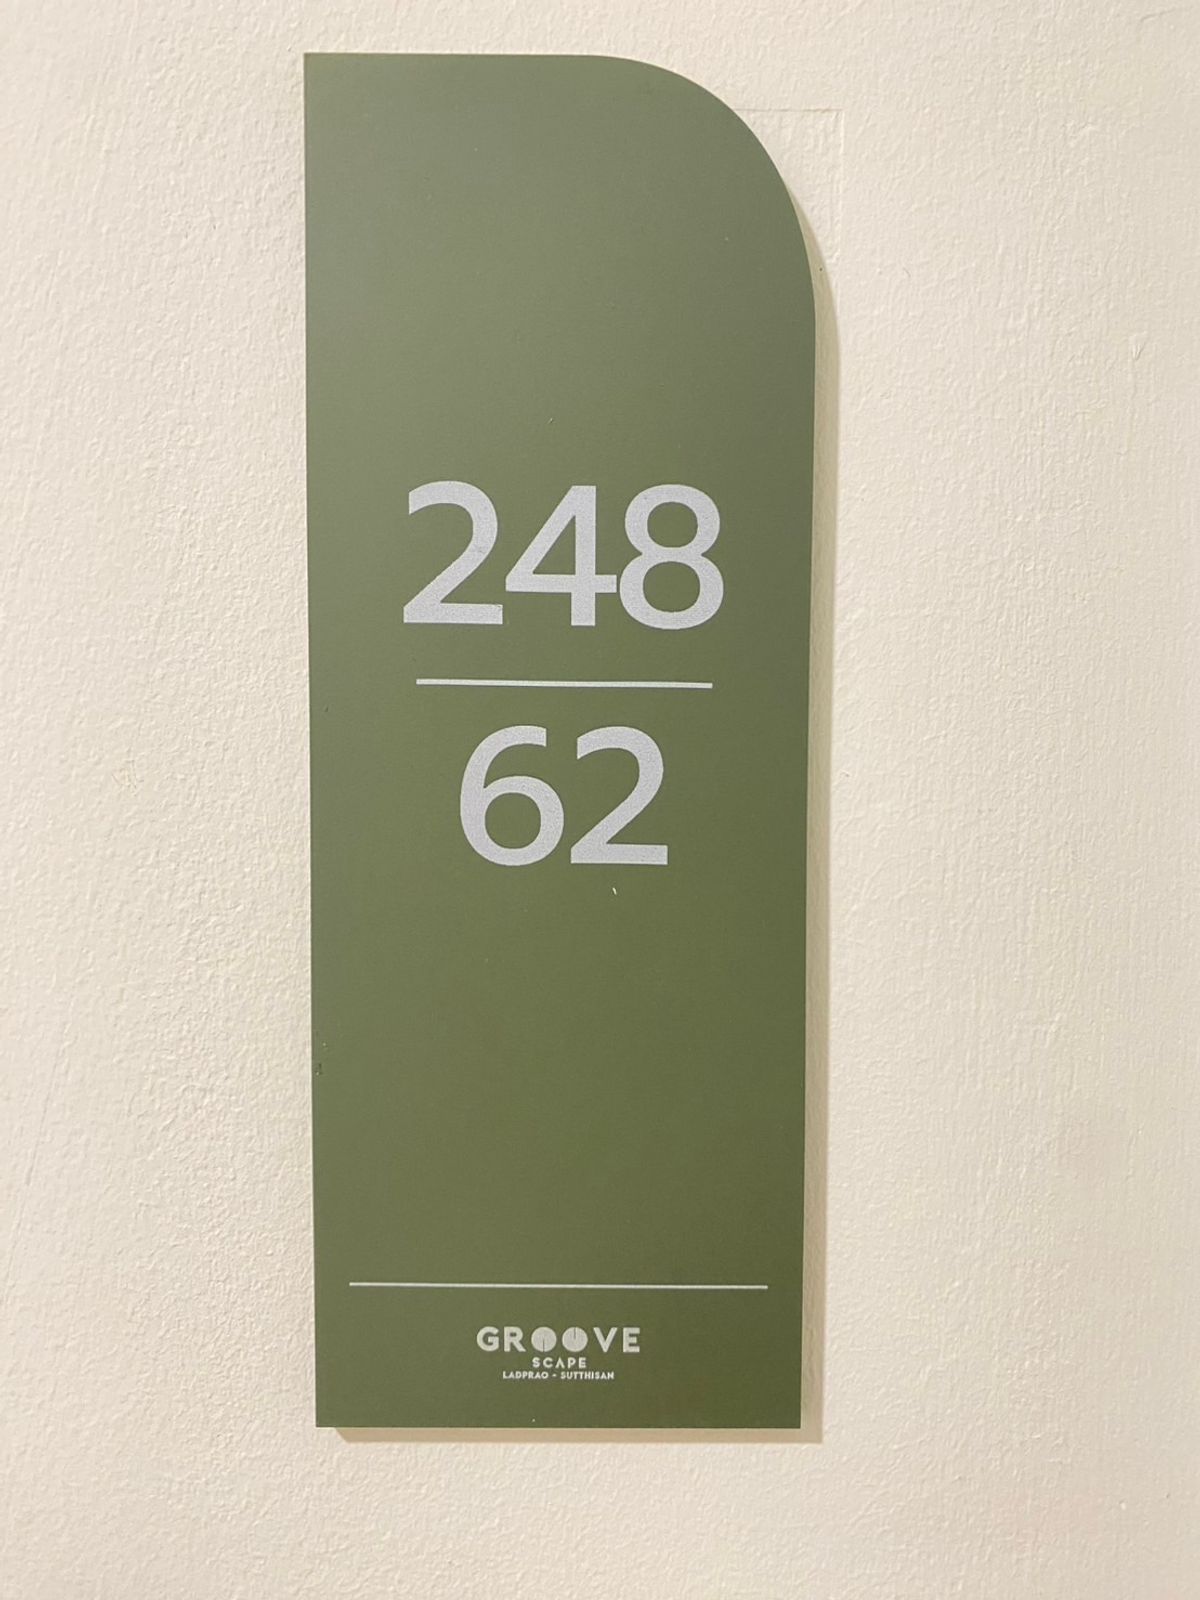 248
62
GROOVE
SCAPE
LADPRAO - SUTTHISAN